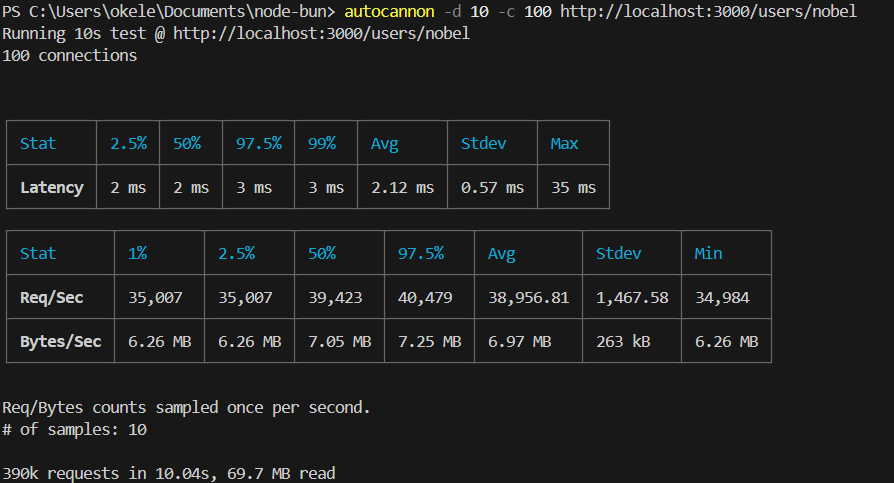 PS C:\Users\okele\Documents\node-bun> autocannon -d 10 -c 100 http://localhost:3000/users/nobel
Running 10s test @ http://localhost:3000/users/nobel
100 connections
Stat 2.5% 50% 97.5% 99% Avg Stdev Max
Latency 2 ms 2 ms 3 ms 3 ms 2.12 ms 0.57 ms 35 ms
Stat 1% 2.5% 50% 97.5% Avg Stdev Min
Req/Sec 35,007 35,007 39,423 40,479 38,956.81 1,467.58 34,984
Bytes/Sec 6.26 MB 6.26 MB 7.05 MB 7.25 MB 6.97 MB 263 kB 6.26 MB
Req/Bytes counts sampled once per second.
# of samples: 10
390k requests in 10.04s, 69.7 MB read